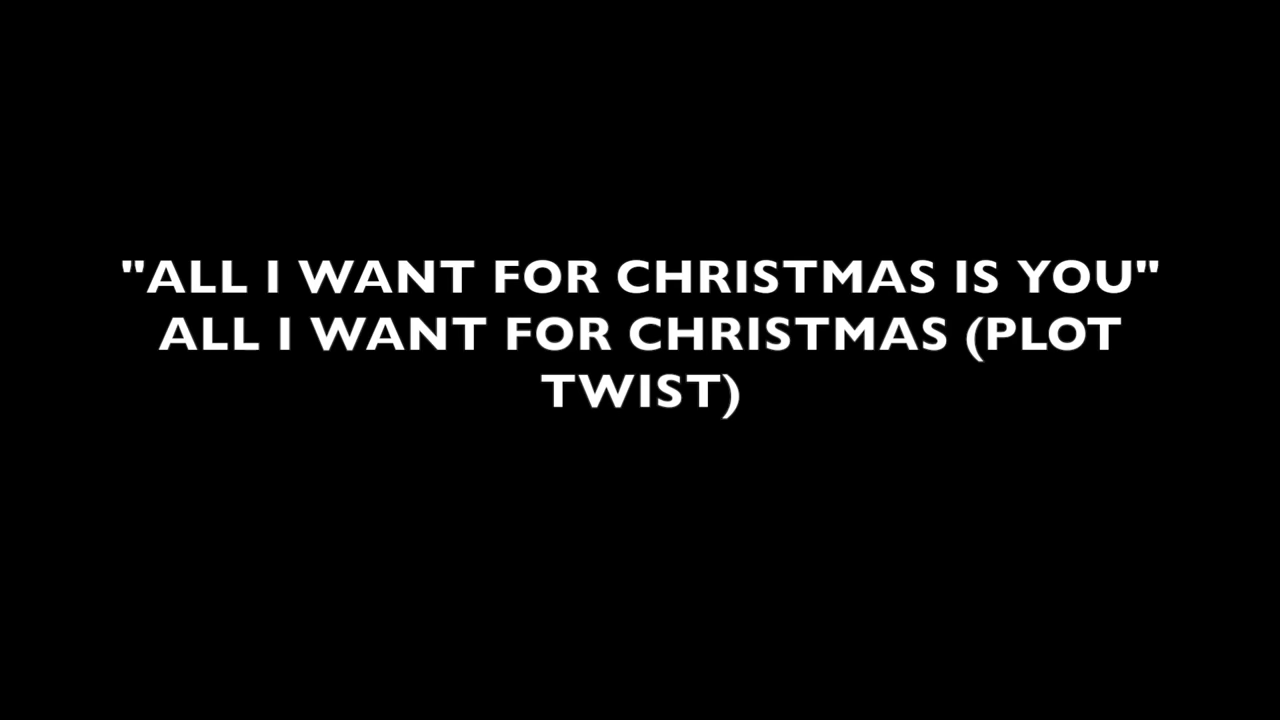 "ALL I WANT FOR CHRISTMAS IS YOU"
ALL I WANT FOR CHRISTMAS (PLOT
TWIST)